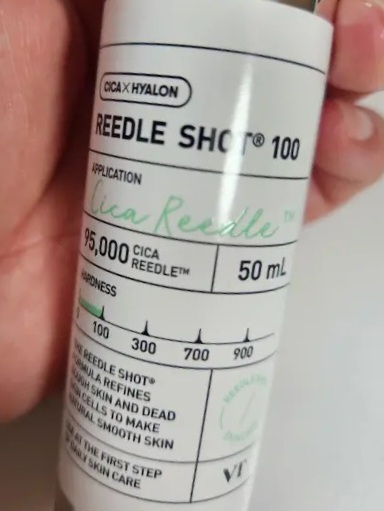 CICA X HYALON
REEDLE SHOT® 100
APPLICATION
Cica Reedle™
95,000 CICA
REEDLE™
50 mL
HARDNESS
100 300 700 900
THE REEDLE SHOT®
FORMULA REFINES
ROUGH SKIN AND DEAD
SKIN CELLS TO MAKE
NATURAL SMOOTH SKIN
AT THE FIRST STEP
OF DAILY SKIN CARE
VT